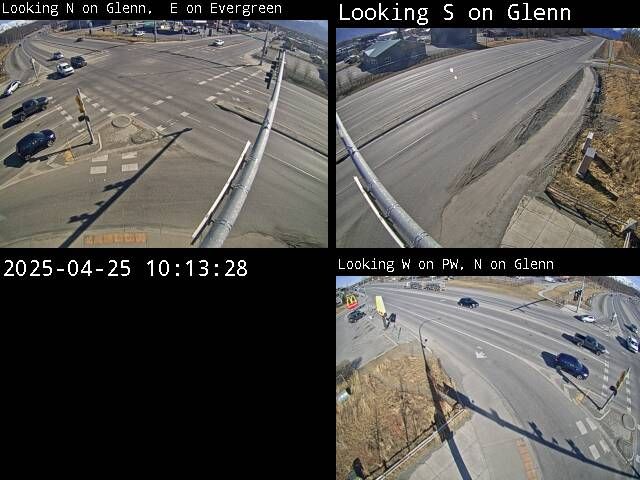 Looking N on Glenn,  E on Evergreen
Looking S on Glenn
2025-04-25 10:13:28
Looking W on PW, N on Glenn